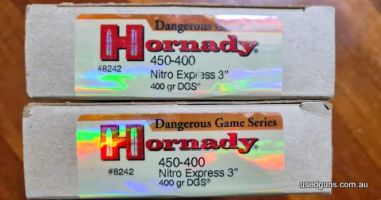 Dangerous
Hornady®
450-400
#8242
Nitro Express 3"
400 gr DGS®
Dangerous Game Series
Hornady®
450-400
#8242
Nitro Express 3"
400 gr DGS®
usedguns.com.au